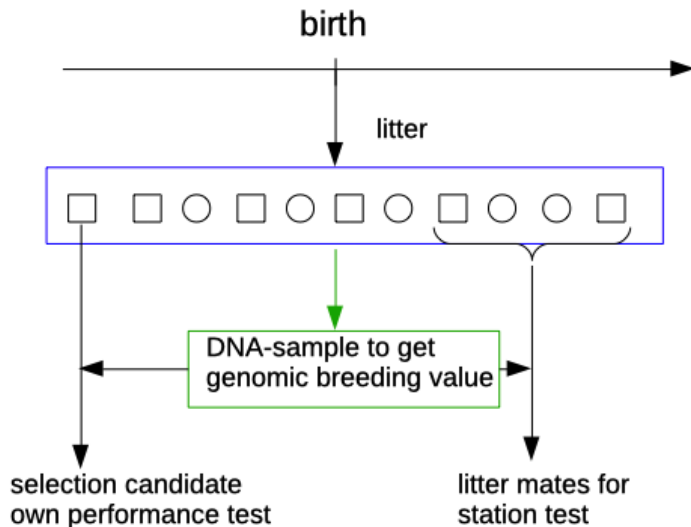 birth
litter
DNA-sample to get
genomic breeding value
selection candidate
own performance test
litter mates for
station test